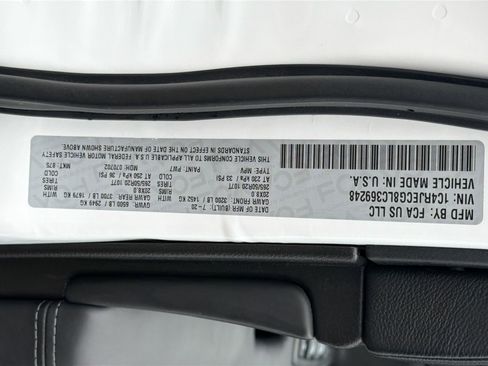 MFD BY: FCA US LLC
VIN: 1C4RJECG8LC369249
VEHICLE MADE IN U.S.A.
DATE OF MFR (BUILT): 7-20 GVWR: 6500 LB / 2949 KG
GAWR FRONT: 3200 LB / 1452 KG GAWR REAR 3700 LB / 1679 KG
20X8.0 RIMS 20X8.0 RIMS
265/50R20 107T TIRES 265/50R20 107T TIRES
AT 230 kPa / 33 PSI COLD AT 250 kPa / 36 PSI COLD
TYPE: MPV PAINT: PW7 MDH: 070702 MKT: 875
THIS VEHICLE CONFORMS TO ALL APPLICABLE U.S.A. FEDERAL MOTOR VEHICLE SAFETY
STANDARDS IN EFFECT ON THE DATE OF MANUFACTURE SHOWN ABOVE